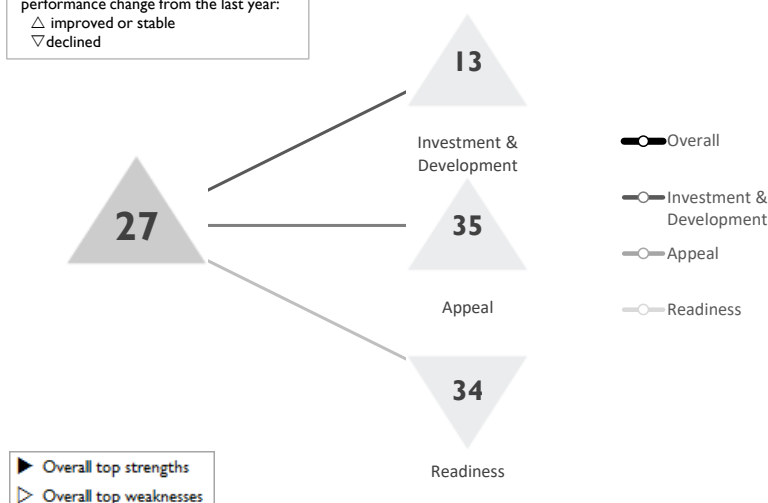 performance change from the last year:
△ improved or stable
▽ declined
13
Investment &
Development
27
35
Appeal
34
Readiness
Overall
Investment &
Development
Appeal
Readiness
▶ Overall top strengths
▷ Overall top weaknesses